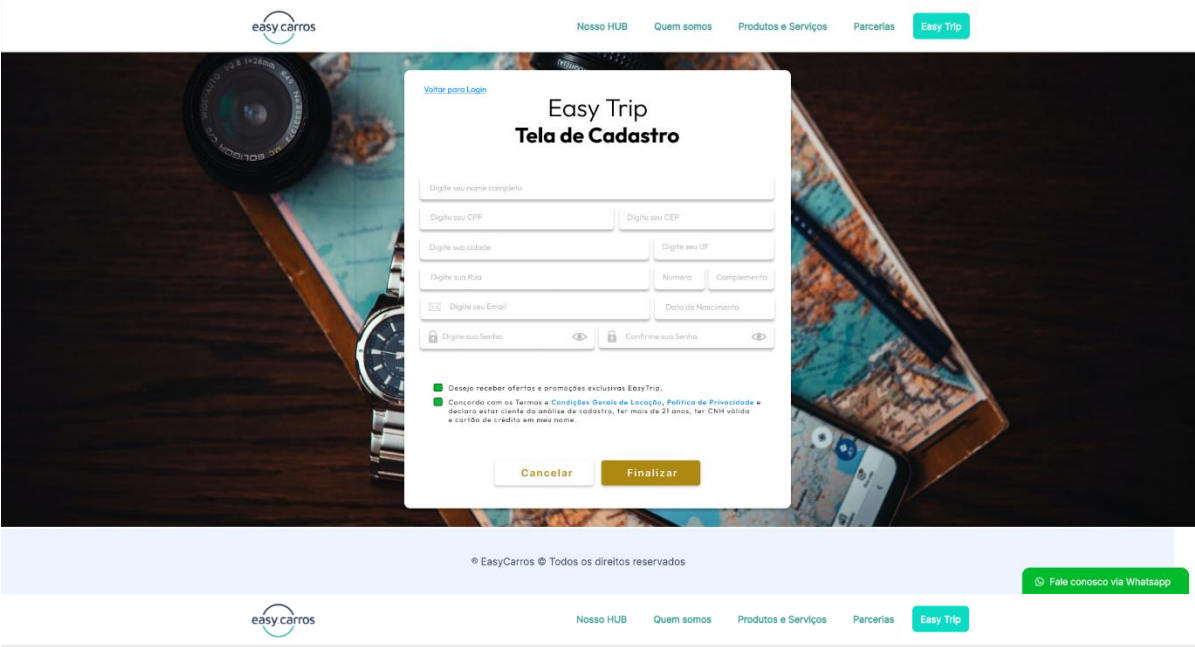 easy.carros
Nosso HUB Quem somos Produtos e Serviços Parcerias Easy Trip
Voltar para Login
Easy Trip
Tela de Cadastro
Digite seu nome completo
Digite seu CPF Digite seu CEP
Digite sua cidade Digite seu UF
Digite sua Rua Numero Complemento
Digite seu Email Data de Nascimento
Digite sua Senha Confirme sua Senha
Desejo receber ofertas e promoções exclusivas EasyTrip.
Concordo com os Termos e Condições Gerais de Locação, Política de Privacidade e
declaro estar ciente da análise de cadastro, ter mais de 21 anos, ter CNH válida
e cartão de crédito em meu nome.
Cancelar Finalizar
® EasyCarros © Todos os direitos reservados
Fale conosco via Whatsapp
easy.carros
Nosso HUB Quem somos Produtos e Serviços Parcerias Easy Trip